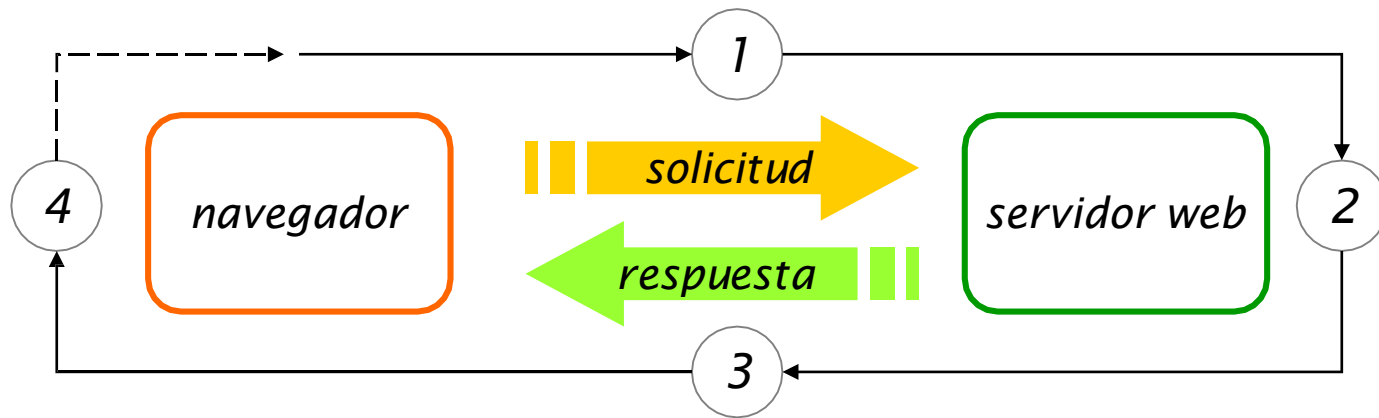 1
solicitud
4
navegador
servidor web
2
respuesta
3